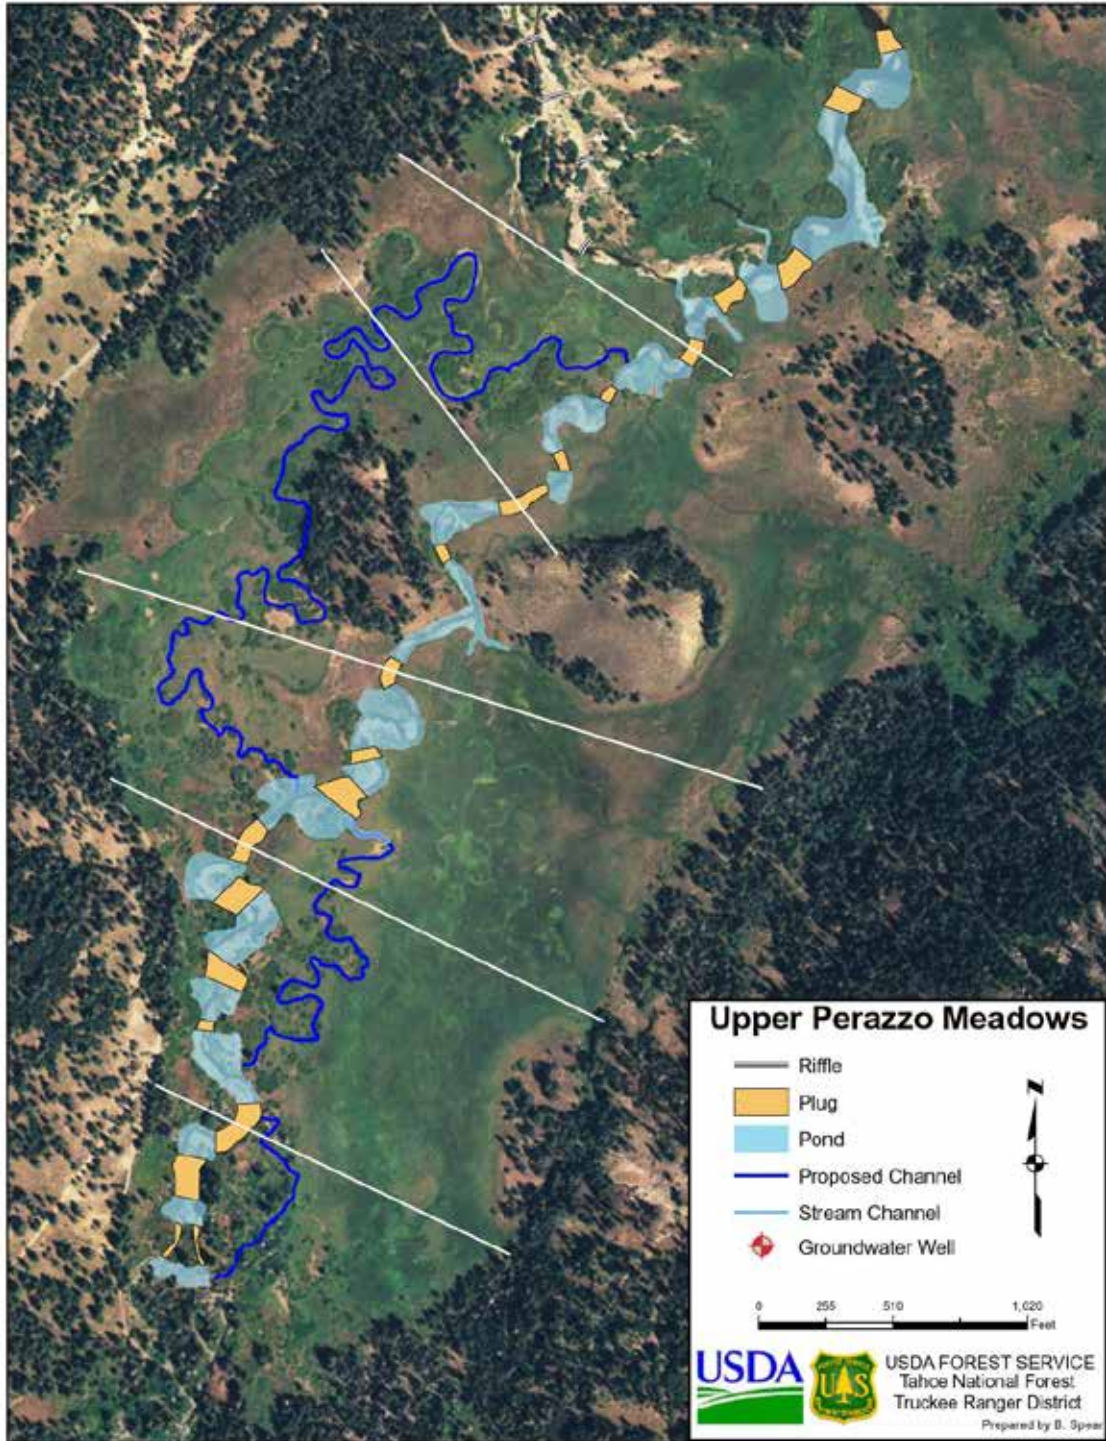 Upper Perazzo Meadows
Riffle
Plug
Pond
Proposed Channel
Stream Channel
Groundwater Well
N
0 255 510 1,020
Feet
USDA
UAS
USDA FOREST SERVICE
Tahoe National Forest
Truckee Ranger District
Prepared by B. Spear